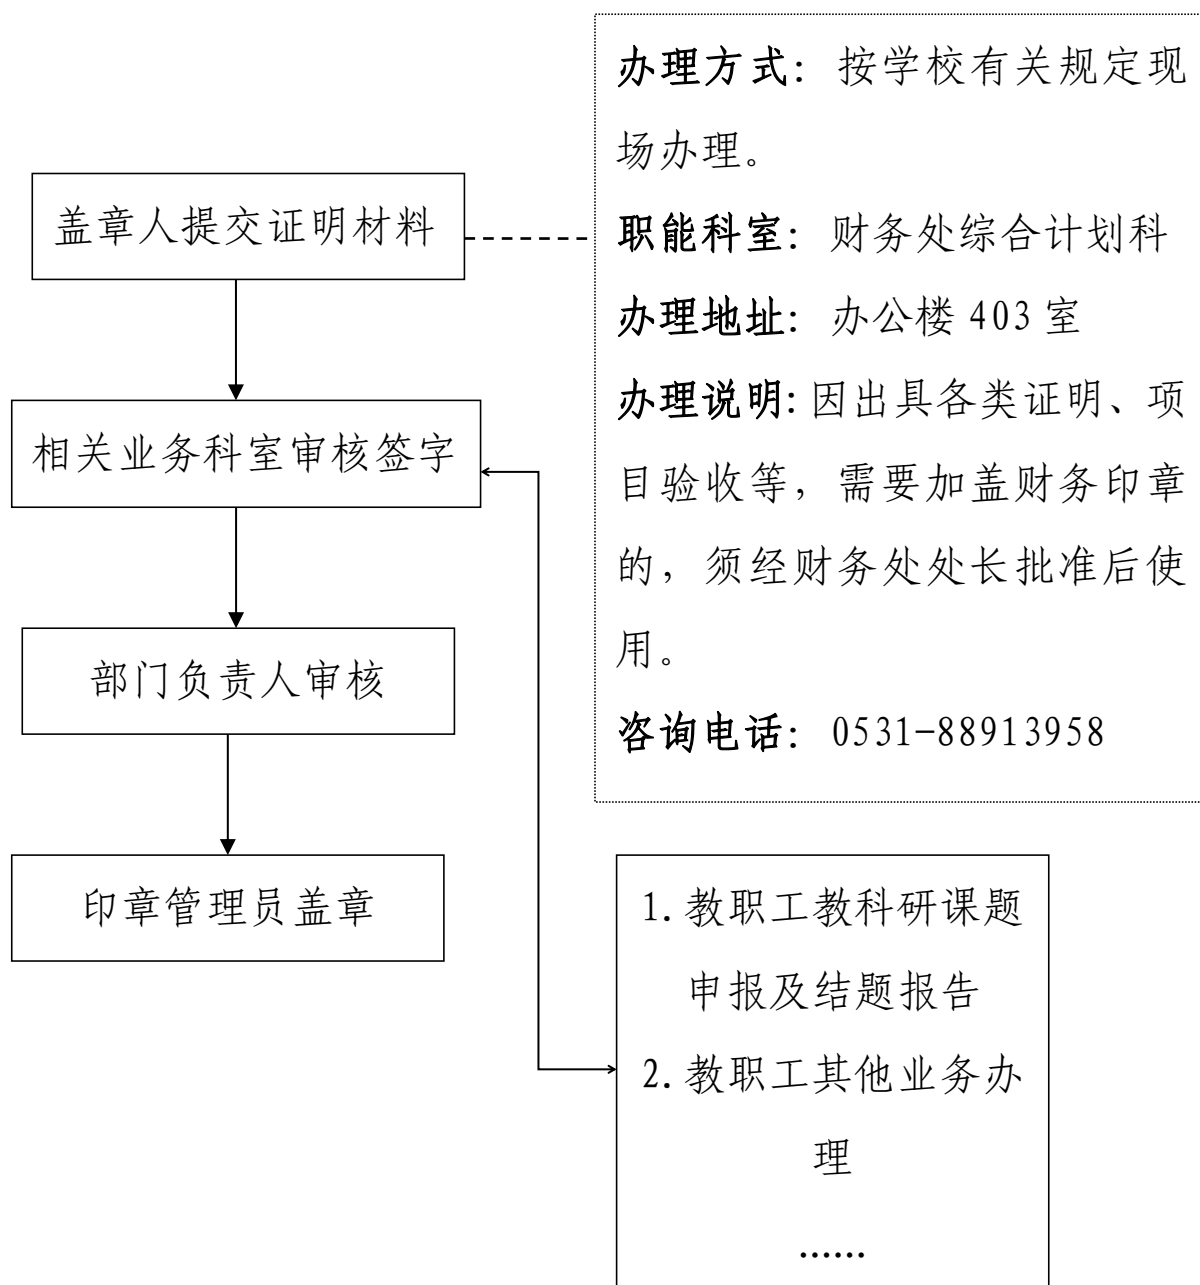 盖章人提交证明材料
相关业务科室审核签字
部门负责人审核
印章管理员盖章
办理方式：按学校有关规定现
场办理。
职能科室：财务处综合计划科
办理地址：办公楼 403 室
办理说明：因出具各类证明、项
目验收等，需要加盖财务印章
的，须经财务处处长批准后使
用。
咨询电话：0531-88913958
1.教职工教科研课题
申报及结题报告
2.教职工其他业务办
理
……